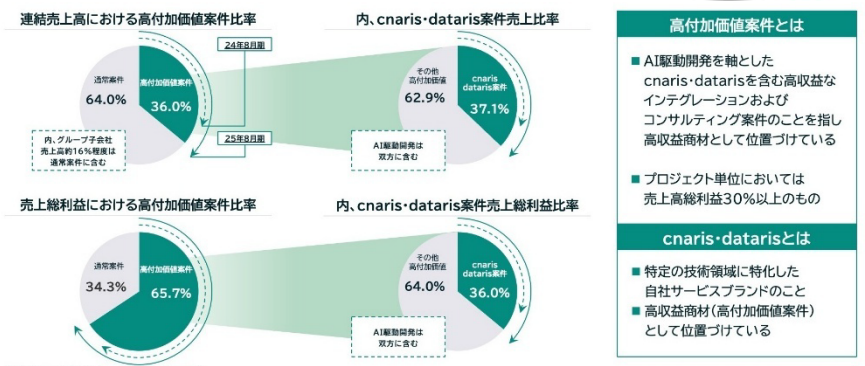 連結売上高における高付加価値案件比率
24年8月期
通常案件
64.0%
高付加価値案件
36.0%
25年8月期
内、グループ子会社
売上高約16%程度は
通常案件に含む
内、cnaris・dataris案件売上比率
その他
高付加価値
62.9%
cnaris
dataris案件
37.1%
AI駆動開発は
双方に含む
売上総利益における高付加価値案件比率
通常案件
34.3%
高付加価値案件
65.7%
内、cnaris・dataris案件売上総利益比率
その他
高付加価値
64.0%
cnaris
dataris案件
36.0%
AI駆動開発は
双方に含む
高付加価値案件とは
■ AI駆動開発を軸とした
cnaris・datarisを含む高収益な
インテグレーションおよび
コンサルティング案件のことを指し
高収益商材として位置づけている
■ プロジェクト単位においては
売上高総利益30%以上のもの
cnaris・datarisとは
■ 特定の技術領域に特化した
自社サービスブランドのこと
■ 高収益商材(高付加価値案件)
として位置づけている